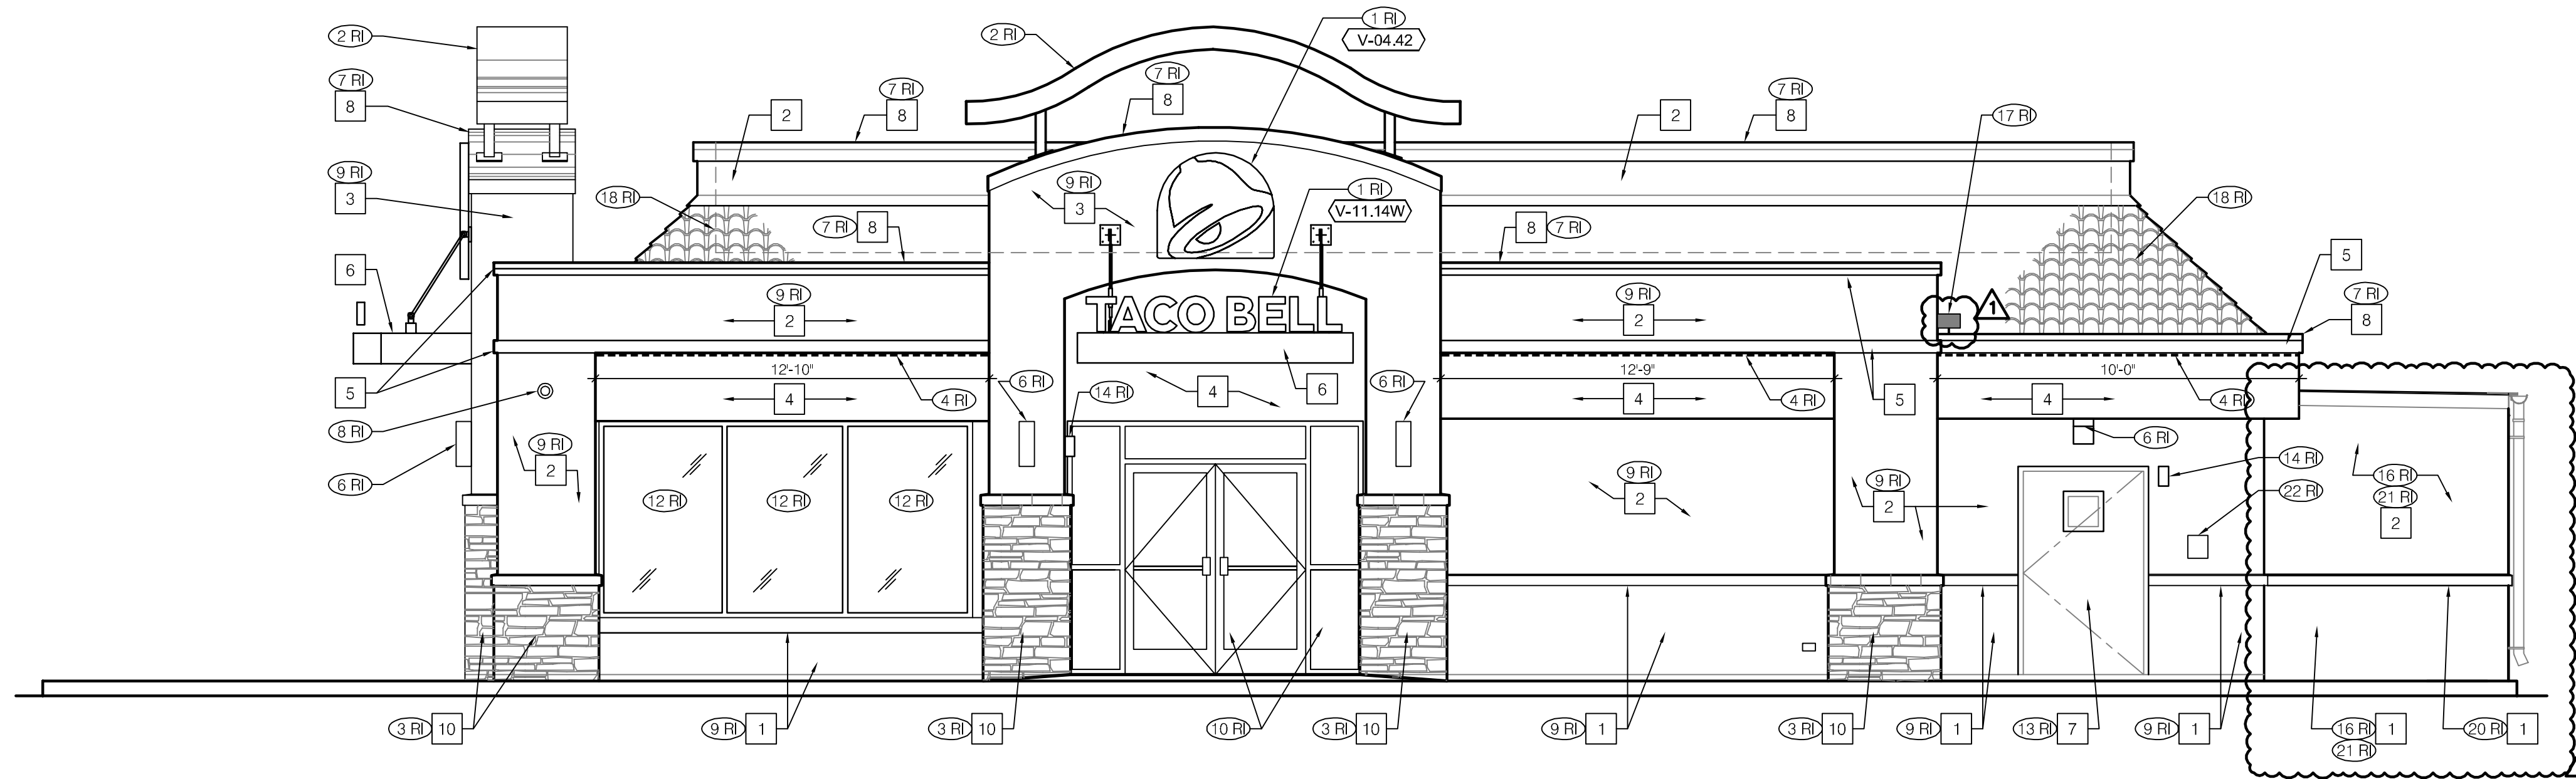 2 RI
2 RI
1 RI
V-04.42
7 RI
8
7 RI
8
7 RI
8
7 RI
8
2
2
17 RI
9 RI
3
9 RI
3
1 RI
V-11.14W
18 RI
18 RI
7 RI 8
8 7 RI
5
6
9 RI
2
TACO BELL
9 RI
2
1
7 RI
8
12'-10"
12'-9"
10'-0"
5
4
4 RI
6 RI
14 RI
4
6
6 RI
4
4 RI
5
4
4 RI
8 RI
6 RI
9 RI
2
12 RI
12 RI
12 RI
9 RI
2
9 RI
2
6 RI
14 RI
22 RI
16 RI
21 RI
2
3 RI 10
9 RI 1
3 RI 10
10 RI
3 RI 10
9 RI 1
3 RI 10
9 RI 1
13 RI 7
9 RI 1
16 RI 1
21 RI
20 RI 1